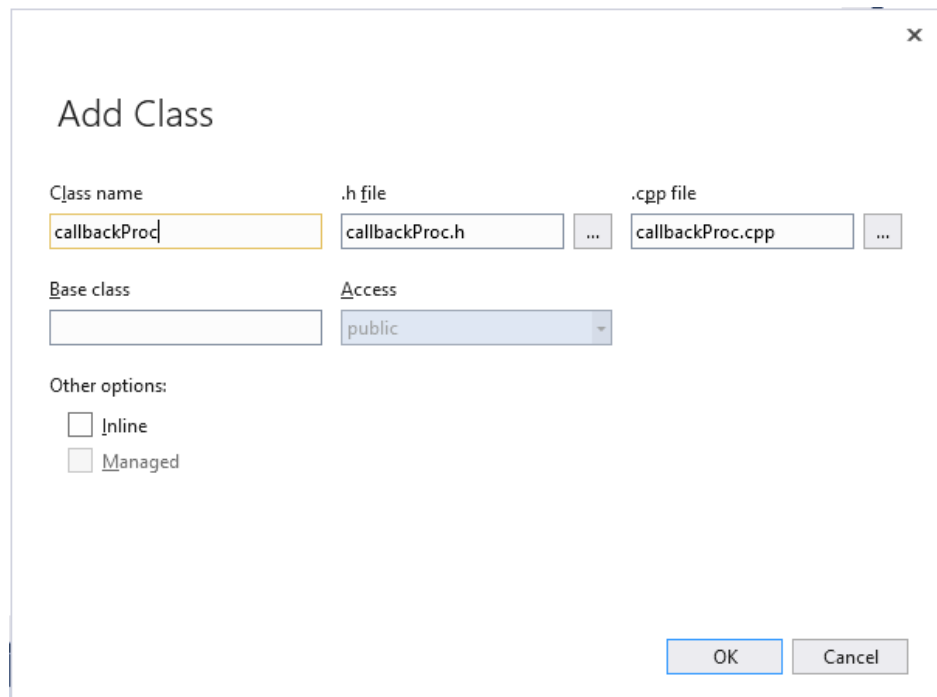 Add Class
Class name .h file .cpp file
callbackProc callbackProc.h ... callbackProc.cpp ...
Base class Access
public
Other options:
Inline
Managed
OK Cancel